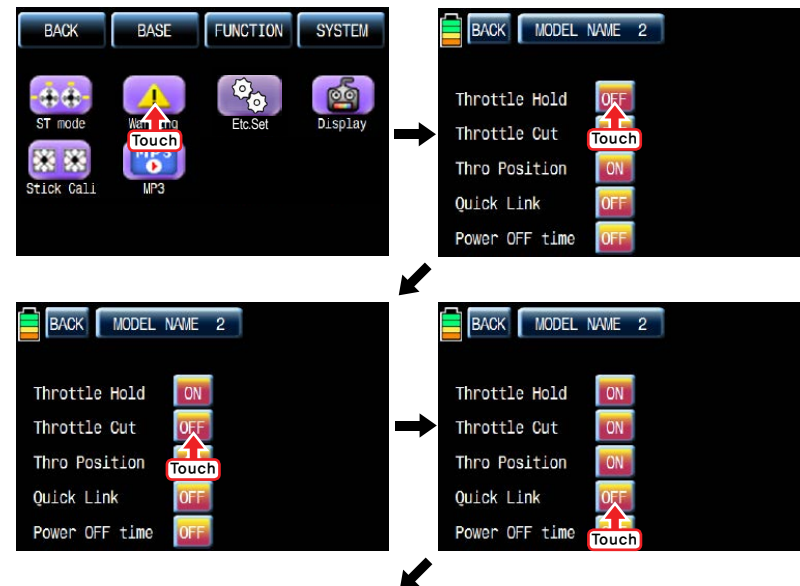 BACK BASE FUNCTION SYSTEM
ST mode Etc.Set Display
Touch
Stick Cali MP3
BACK MODEL NAME 2
Throttle Hold OFF
Throttle Cut Touch
Thro Position ON
Quick Link OFF
Power OFF time OFF
BACK MODEL NAME 2
Throttle Hold ON
Throttle Cut OFF
Thro Position Touch
Quick Link OFF
Power OFF time OFF
BACK MODEL NAME 2
Throttle Hold ON
Throttle Cut ON
Thro Position ON
Quick Link OFF
Power OFF time Touch